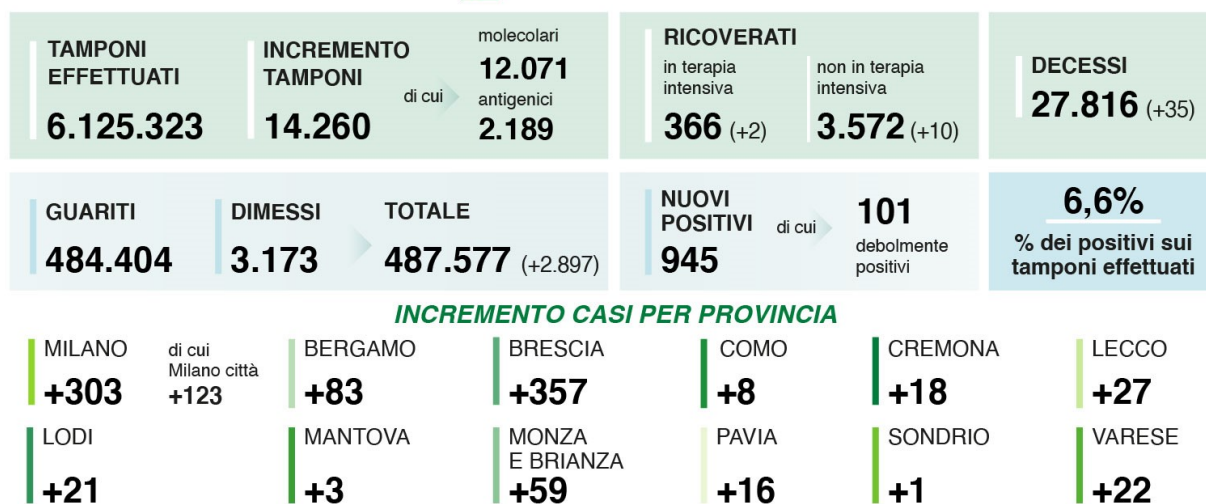 TAMPONI
EFFETTUATI
6.125.323
INCREMENTO
TAMPONI
14.260
di cui
molecolari
12.071
antigenici
2.189
RICOVERATI
in terapia
intensiva
366 (+2)
non in terapia
intensiva
3.572 (+10)
DECESSI
27.816 (+35)
GUARITI
484.404
DIMESSI
3.173
TOTALE
487.577 (+2.897)
NUOVI
POSITIVI
945
di cui
101
debolmente
positivi
6,6%
% dei positivi sui
tamponi effettuati
INCREMENTO CASI PER PROVINCIA
MILANO
+303
di cui
Milano città
+123
BERGAMO
+83
BRESCIA
+357
COMO
+8
CREMONA
+18
LECCO
+27
LODI
+21
MANTOVA
+3
MONZA
E BRIANZA
+59
PAVIA
+16
SONDRIO
+1
VARESE
+22